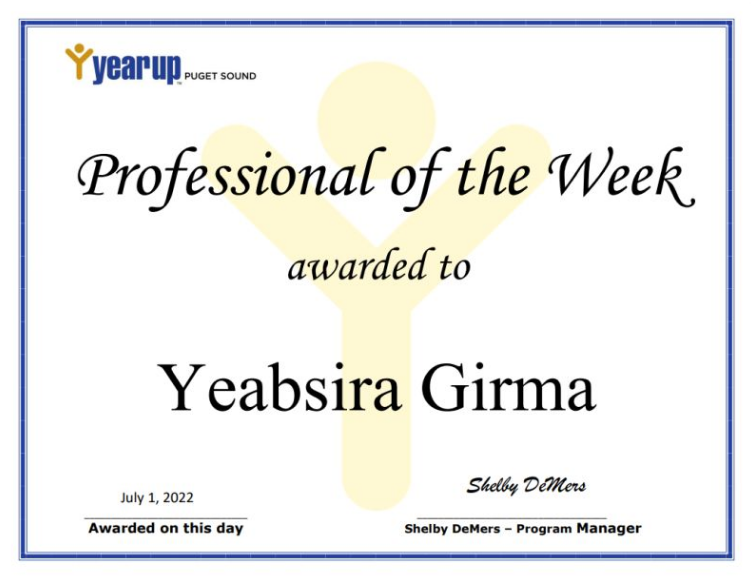 yearup PUGET SOUND
Professional of the Week
awarded to
Yeabsira Girma
July 1, 2022
Shelby DeMers
Awarded on this day
Shelby DeMers – Program Manager